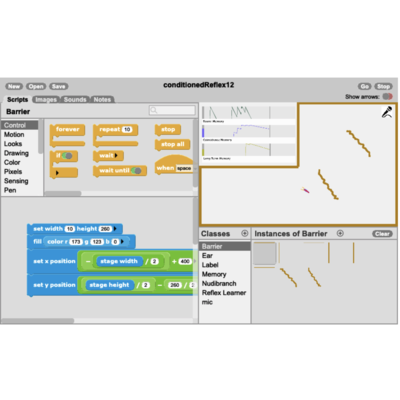 conditionedReflex12
New Open Save
Go Stop
Show arrows:
Scripts Images Sounds Notes
Barrier
Control
Motion
Looks
Drawing
Color
Pixels
Sensing
Pen
forever repeat 10 stop
if wait stop all
wait until when space
set width 10 height 260
fill color r 173 g 123 b 0
set x position − stage width / 2 + 400
set y position stage height / 2 − 260 / 2
Classes
Barrier
Ear
Label
Memory
Nudibranch
Reflex Learner
mic
Instances of Barrier Clear